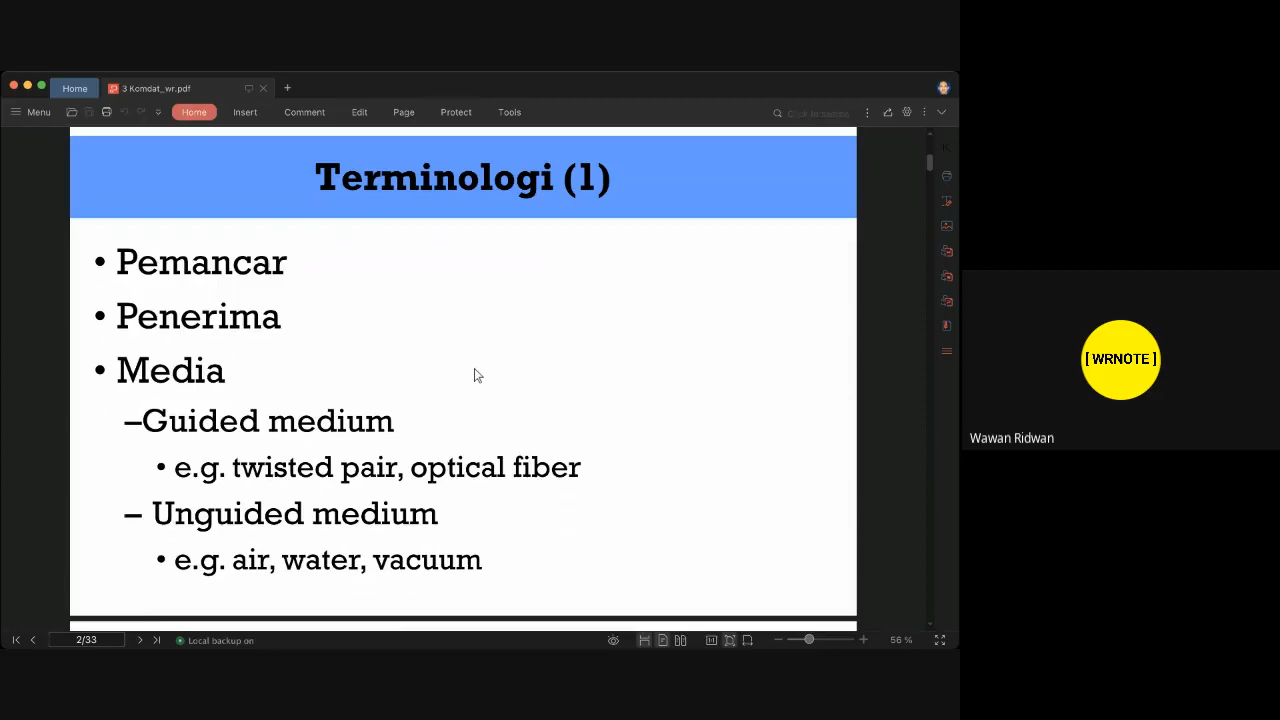 Home
3 Komdat_wr.pdf
Menu
Home
Insert
Comment
Edit
Page
Protect
Tools
Terminologi (1)
• Pemancar
• Penerima
• Media
–Guided medium
• e.g. twisted pair, optical fiber
– Unguided medium
• e.g. air, water, vacuum
2/33
Local backup on
56 %
[ WRNOTE ]
Wawan Ridwan